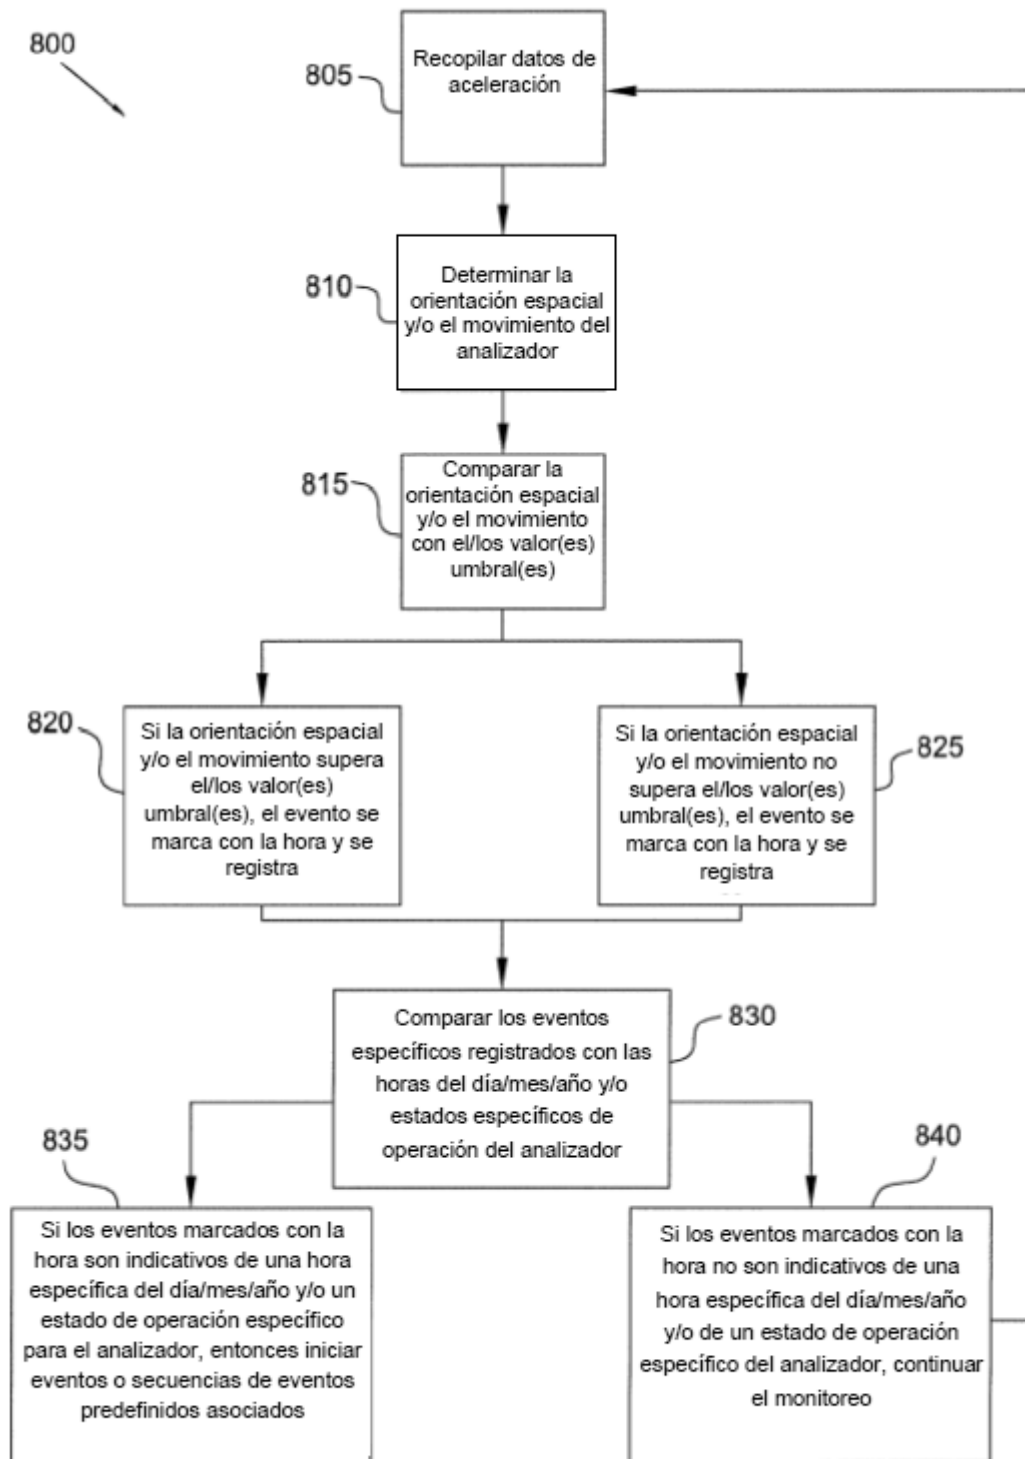 800
805
Recopilar datos de
aceleración
810
Determinar la
orientación espacial
y/o el movimiento del
analizador
815
Comparar la
orientación espacial
y/o el movimiento
con el/los valor(es)
umbral(es)
820
Si la orientación espacial
y/o el movimiento supera
el/los valor(es)
umbral(es), el evento se
marca con la hora y se
registra
825
Si la orientación espacial
y/o el movimiento no
supera el/los valor(es)
umbral(es), el evento se
marca con la hora y se
registra
830
Comparar los eventos
específicos registrados con las
horas del día/mes/año y/o
estados específicos de
operación del analizador
835
Si los eventos marcados con la
hora son indicativos de una hora
específica del día/mes/año y/o un
estado de operación específico
para el analizador, entonces iniciar
eventos o secuencias de eventos
predefinidos asociados
840
Si los eventos marcados con la
hora no son indicativos de una
hora específica del día/mes/año
y/o de un estado de operación
específico del analizador, continuar
el monitoreo